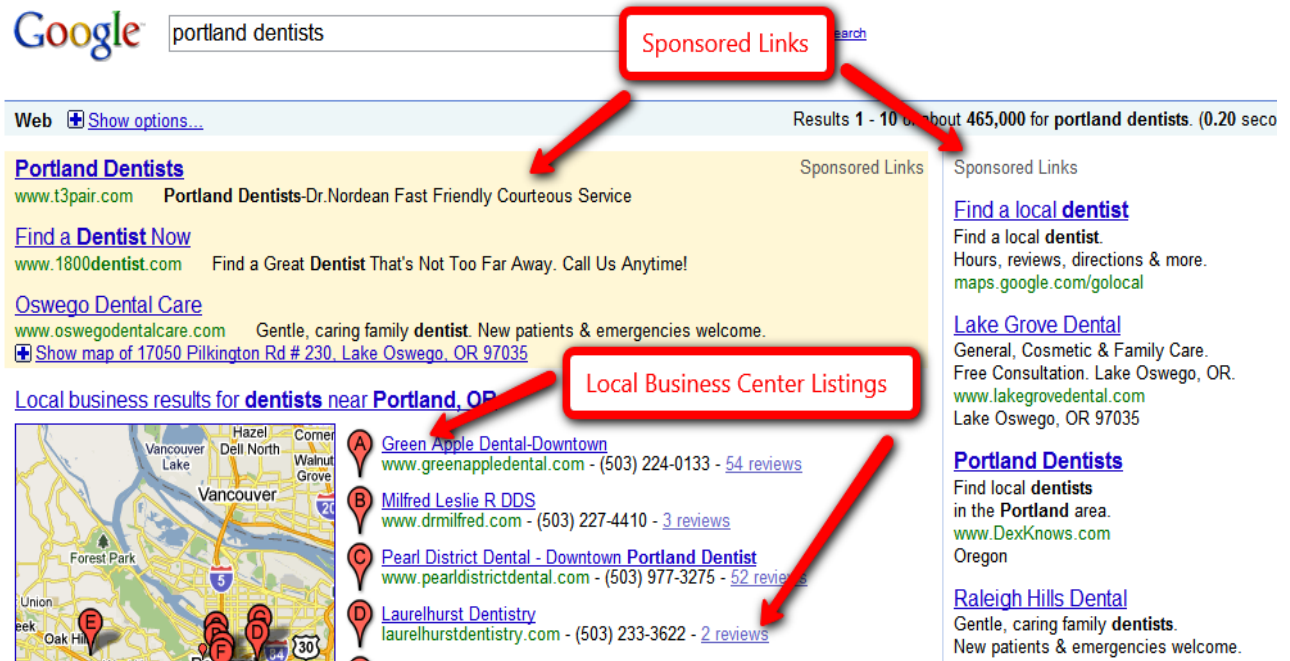 Google
portland dentists
Sponsored Links
earch
Web Show options...
Results 1 - 10 about 465,000 for portland dentists. (0.20 seco
Portland Dentists
Sponsored Links
www.t3pair.com Portland Dentists-Dr.Nordean Fast Friendly Courteous Service
Find a Dentist Now
www.1800dentist.com Find a Great Dentist That's Not Too Far Away. Call Us Anytime!
Oswego Dental Care
www.oswegodentalcare.com Gentle, caring family dentist. New patients & emergencies welcome.
Show map of 17050 Pilkington Rd # 230, Lake Oswego, OR 97035
Local Business Center Listings
Local business results for dentists near Portland, OR
Hazel Dell North
Corner
Vancouver Lake
Walnut Grove
Vancouver
20
Forest Park
5
Union
eek
Oak Hil
E
G
B
D
F
84
30
A Green Apple Dental-Downtown
www.greenappledental.com - (503) 224-0133 - 54 reviews
B Milfred Leslie R DDS
www.drmilfred.com - (503) 227-4410 - 3 reviews
C Pearl District Dental - Downtown Portland Dentist
www.pearldistrictdental.com - (503) 977-3275 - 52 reviews
D Laurelhurst Dentistry
laurelhurstdentistry.com - (503) 233-3622 - 2 reviews
Sponsored Links
Find a local dentist
Find a local dentist.
Hours, reviews, directions & more.
maps.google.com/golocal
Lake Grove Dental
General, Cosmetic & Family Care.
Free Consultation. Lake Oswego, OR.
www.lakegrovedental.com
Lake Oswego, OR 97035
Portland Dentists
Find local dentists
in the Portland area.
www.DexKnows.com
Oregon
Raleigh Hills Dental
Gentle, caring family dentists.
New patients & emergencies welcome.